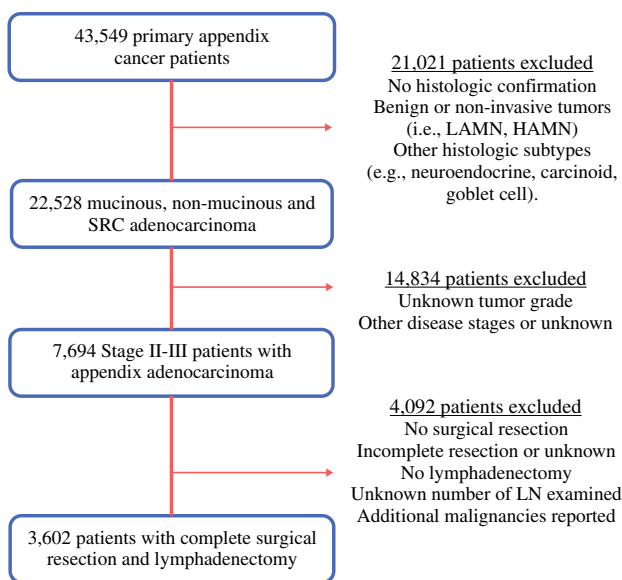 43,549 primary appendix
cancer patients
21,021 patients excluded
No histologic confirmation
Benign or non-invasive tumors
(i.e., LAMN, HAMN)
Other histologic subtypes
(e.g., neuroendocrine, carcinoid,
goblet cell).
22,528 mucinous, non-mucinous and
SRC adenocarcinoma
14,834 patients excluded
Unknown tumor grade
Other disease stages or unknown
7,694 Stage II-III patients with
appendix adenocarcinoma
4,092 patients excluded
No surgical resection
Incomplete resection or unknown
No lymphadenectomy
Unknown number of LN examined
Additional malignancies reported
3,602 patients with complete surgical
resection and lymphadenectomy